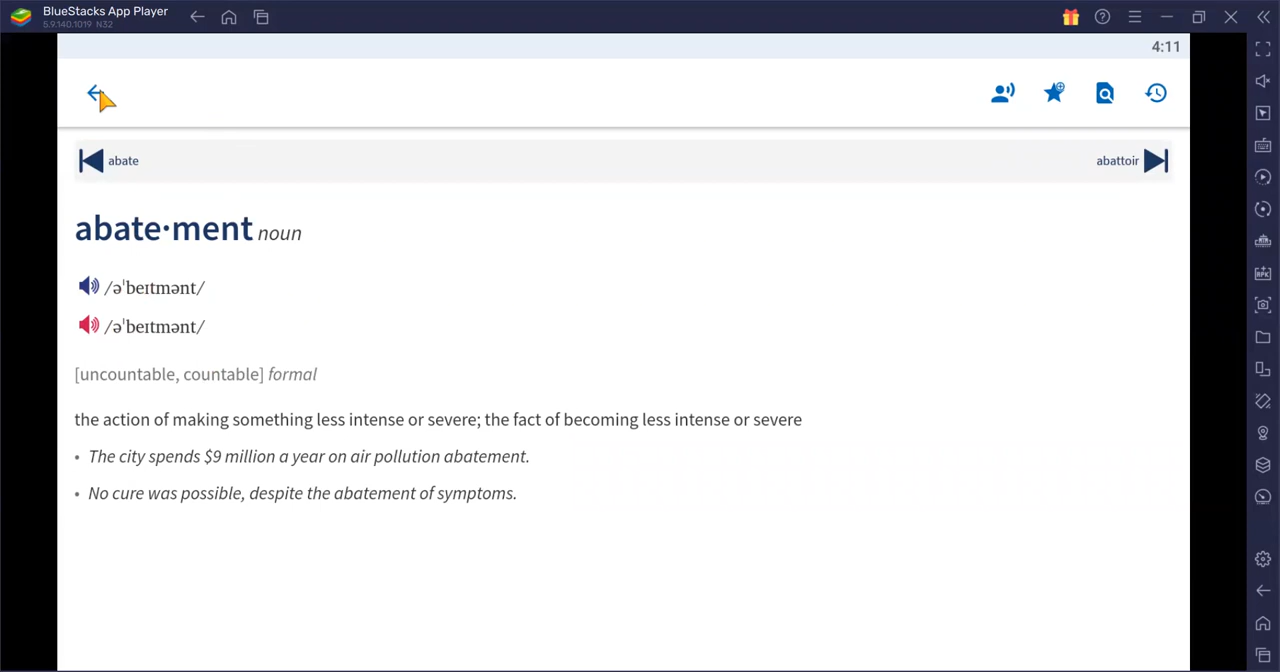 BlueStacks App Player
5.9.140.1019 N32
4:11
abate
abattoir
abate·ment noun
/əˈbeɪtmənt/
/əˈbeɪtmənt/
[uncountable, countable] formal
the action of making something less intense or severe; the fact of becoming less intense or severe
• The city spends $9 million a year on air pollution abatement.
• No cure was possible, despite the abatement of symptoms.